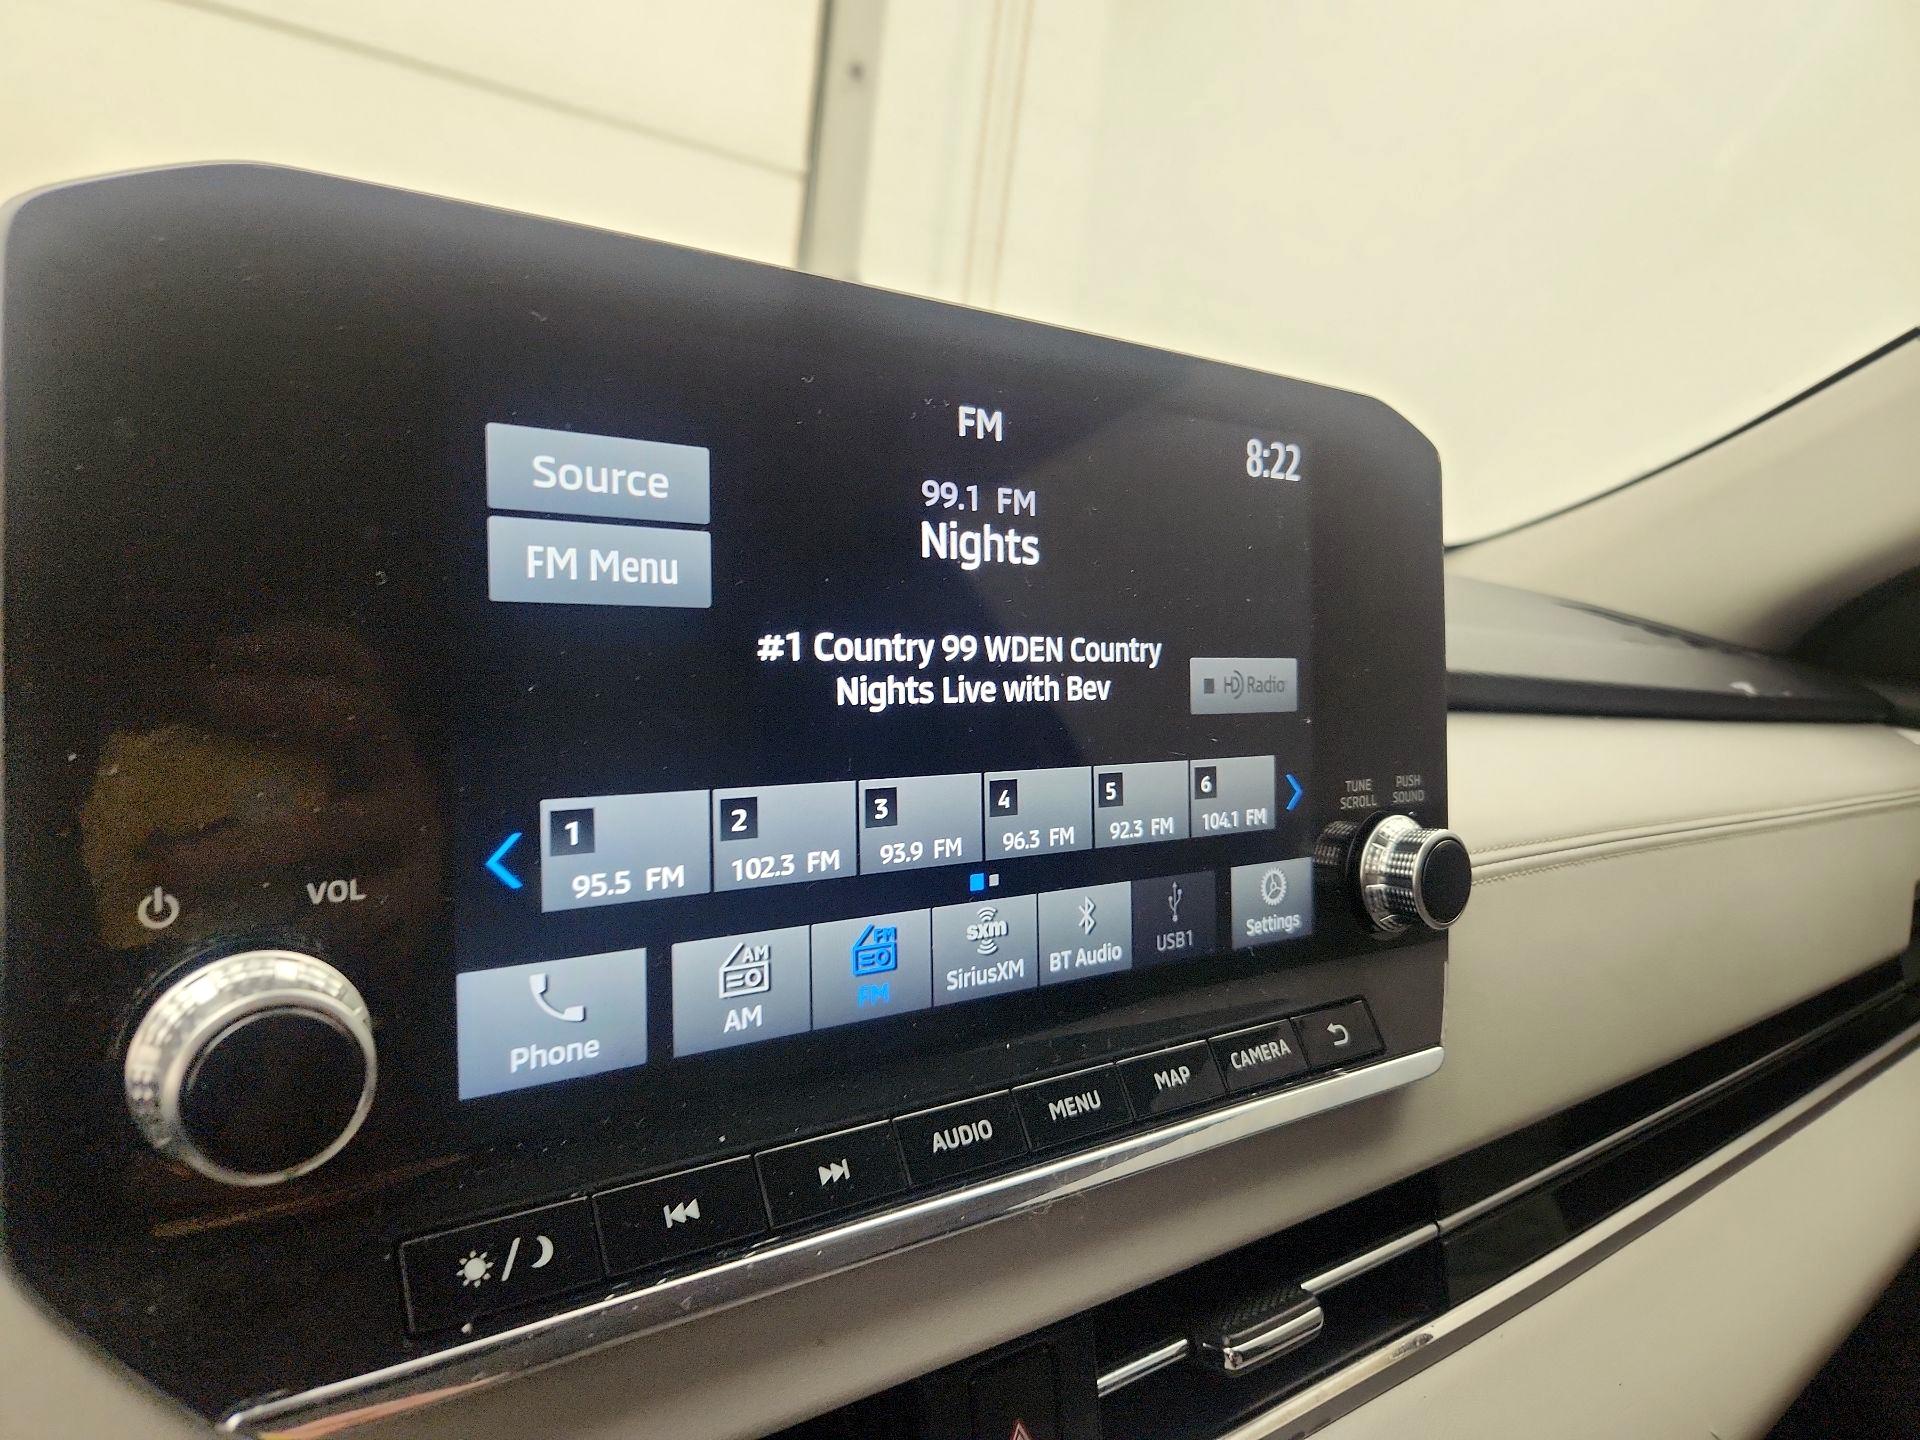 FM
8:22
Source
99.1 FM
Nights
FM Menu
#1 Country 99 WDEN Country
Nights Live with Bev
HD Radio
TUNE
SCROLL
PUSH
SOUND
1
95.5 FM
2
102.3 FM
3
93.9 FM
4
96.3 FM
5
92.3 FM
6
104.1 FM
VOL
Phone
AM
AM
FM
FM
sxm
SiriusXM
BT Audio
USB1
Settings
AUDIO
MENU
MAP
CAMERA